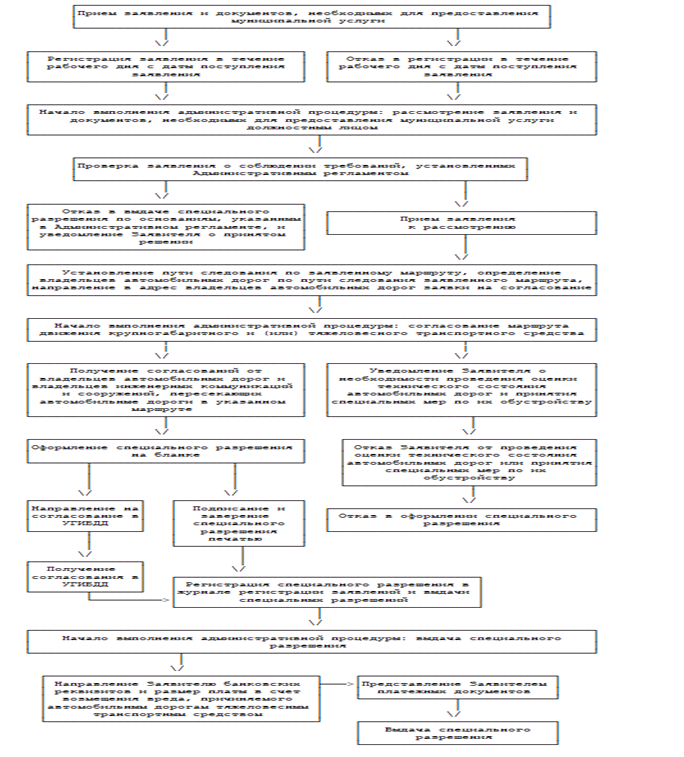 Прием заявления и документов, необходимых для предоставления
муниципальной услуги
Регистрация заявления в течение
рабочего дня с даты поступления
заявления
Отказ в регистрации в течение
рабочего дня с даты поступления
заявления
Начало выполнения административной процедуры: рассмотрение заявления и
документов, необходимых для предоставления муниципальной услуги
должностным лицом
Проверка заявления о соблюдении требований, установленных
Административным регламентом
Отказ в выдаче специального
разрешения по основаниям, указанным
в Административном регламенте, и
уведомление Заявителя о принятом
решении
Прием заявления
к рассмотрению
Установление пути следования по заявленному маршруту, определение
владельцев автомобильных дорог по пути следования заявленного маршрута,
направление в адрес владельцев автомобильных дорог заявки на согласование
Начало выполнения административной процедуры: согласование маршрута
движения крупногабаритного и (или) тяжеловесного транспортного средства
Получение согласований от
владельцев автомобильных дорог и
владельцев инженерных коммуникаций
и сооружений, пересекающих
автомобильные дороги в указанном
маршруте
Уведомление Заявителя о
необходимости проведения оценки
технического состояния
автомобильных дорог и принятия
специальных мер по их обустройству
Оформление специального разрешения
на бланке
Отказ Заявителя от проведения
оценки технического состояния
автомобильных дорог или принятия
специальных мер по их
обустройству
Направление на
согласование в
УГИБДД
Подписание и
заверение
специального
разрешения
печатью
Отказ в оформлении специального
разрешения
Получение
согласования в
УГИБДД
Регистрация специального разрешения в
журнале регистрации заявлений и выдачи
специальных разрешений
Начало выполнения административной процедуры: выдача специального
разрешения
Направление Заявителю банковских
реквизитов и размер платы в счет
возмещения вреда, причиняемого
автомобильным дорогам тяжеловесным
транспортным средством
Представление Заявителем
платежных документов
Выдача специального
разрешения